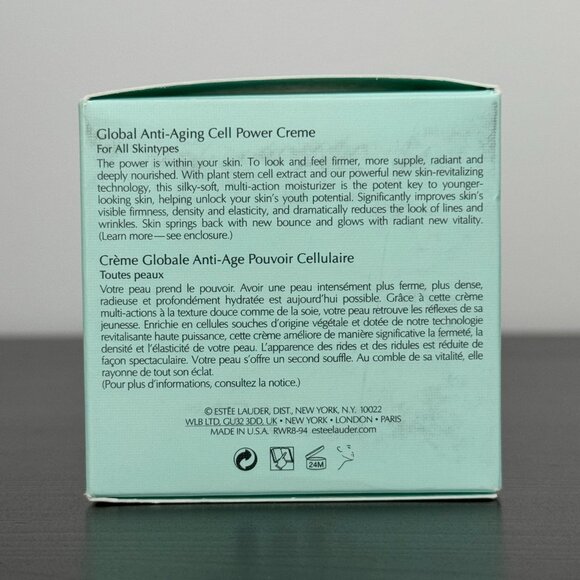 Global Anti-Aging Cell Power Creme
For All Skintypes
The power is within your skin. To look and feel firmer, more supple, radiant and
deeply nourished. With plant stem cell extract and our powerful new skin-revitalizing
technology, this silky-soft, multi-action moisturizer is the potent key to younger-
looking skin, helping unlock your skin's youth potential. Significantly improves skin's
visible firmness, density and elasticity, and dramatically reduces the look of lines and
wrinkles. Skin springs back with new bounce and glows with radiant new vitality.
(Learn more—see enclosure.)
Crème Globale Anti-Age Pouvoir Cellulaire
Toutes peaux
Votre peau prend le pouvoir. Avoir une peau intensément plus ferme, plus dense,
radieuse et profondément hydratée est aujourd'hui possible. Grâce à cette crème
multi-actions à la texture douce comme de la soie, votre peau retrouve les réflexes de sa
jeunesse. Enrichie en cellules souches d'origine végétale et dotée de notre technologie
revitalisante haute puissance, cette crème améliore de manière significative la fermeté, la
densité et l'élasticité de votre peau. L'apparence des rides et des ridules est réduite de
façon spectaculaire. Votre peau s'offre un second souffle. Au comble de sa vitalité, elle
rayonne de tout son éclat.
(Pour plus d'informations, consultez la notice.)
© ESTÉE LAUDER, DIST., NEW YORK, N.Y. 10022
WLB LTD, GU32 3DD, UK • NEW YORK • LONDON • PARIS
MADE IN U.S.A. RWR8-94 esteelauder.com
24M